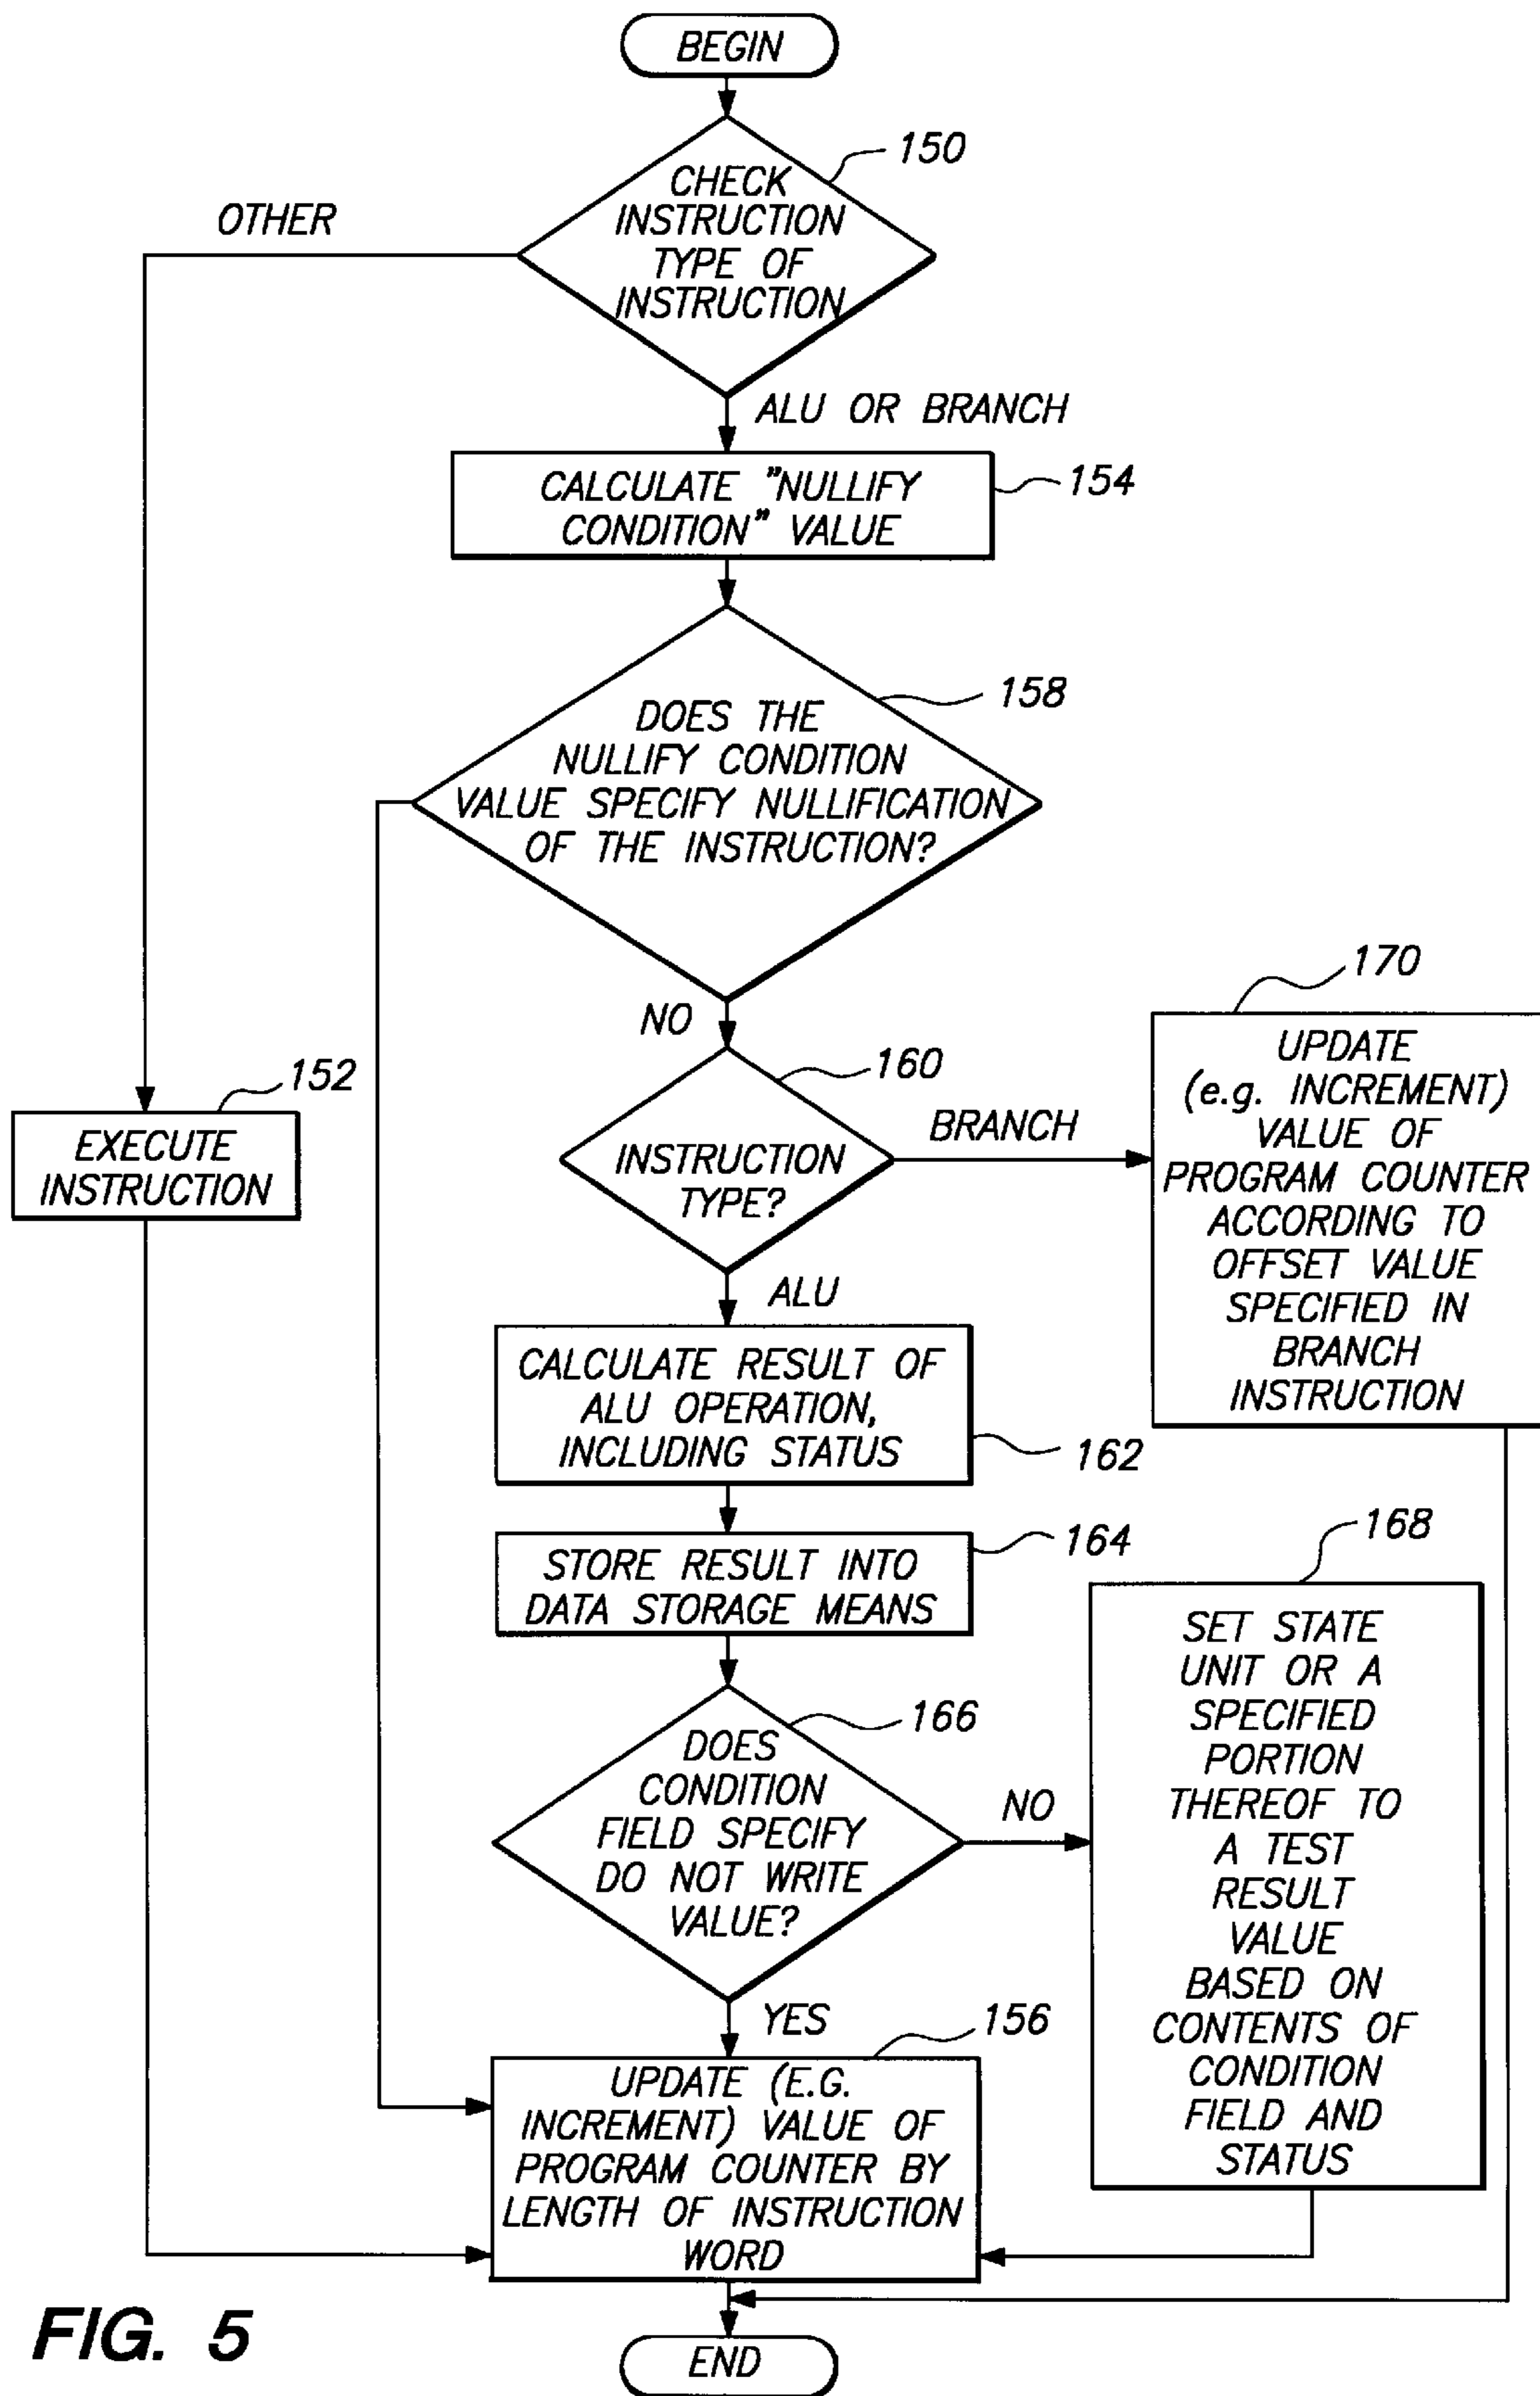 BEGIN
150
CHECK
INSTRUCTION
TYPE OF
INSTRUCTION
OTHER
ALU OR BRANCH
CALCULATE "NULLIFY
CONDITION" VALUE
154
158
DOES THE
NULLIFY CONDITION
VALUE SPECIFY NULLIFICATION
OF THE INSTRUCTION?
NO
160
INSTRUCTION
TYPE?
BRANCH
170
UPDATE
(e.g. INCREMENT)
VALUE OF
PROGRAM COUNTER
ACCORDING TO
OFFSET VALUE
SPECIFIED IN
BRANCH
INSTRUCTION
152
EXECUTE
INSTRUCTION
ALU
CALCULATE RESULT OF
ALU OPERATION,
INCLUDING STATUS
162
STORE RESULT INTO
DATA STORAGE MEANS
164
166
DOES
CONDITION
FIELD SPECIFY
DO NOT WRITE
VALUE?
NO
168
SET STATE
UNIT OR A
SPECIFIED
PORTION
THEREOF TO
A TEST
RESULT
VALUE
BASED ON
CONTENTS OF
CONDITION
FIELD AND
STATUS
YES
156
UPDATE (E.G.
INCREMENT) VALUE OF
PROGRAM COUNTER BY
LENGTH OF INSTRUCTION
WORD
END
FIG. 5